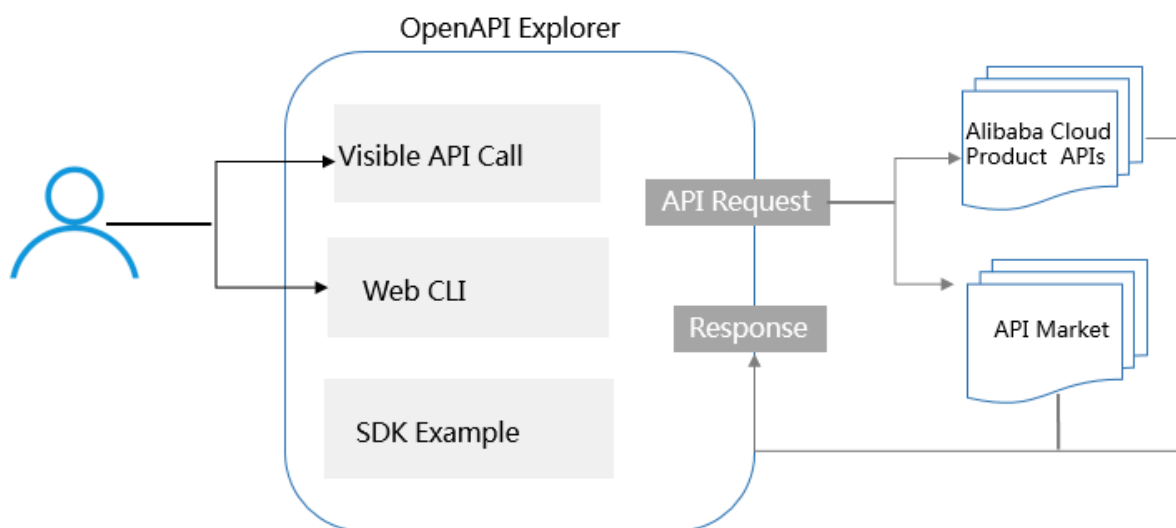 OpenAPI Explorer
Visible API Call
Web CLI
SDK Example
API Request
Response
Alibaba Cloud
Product APIs
API Market